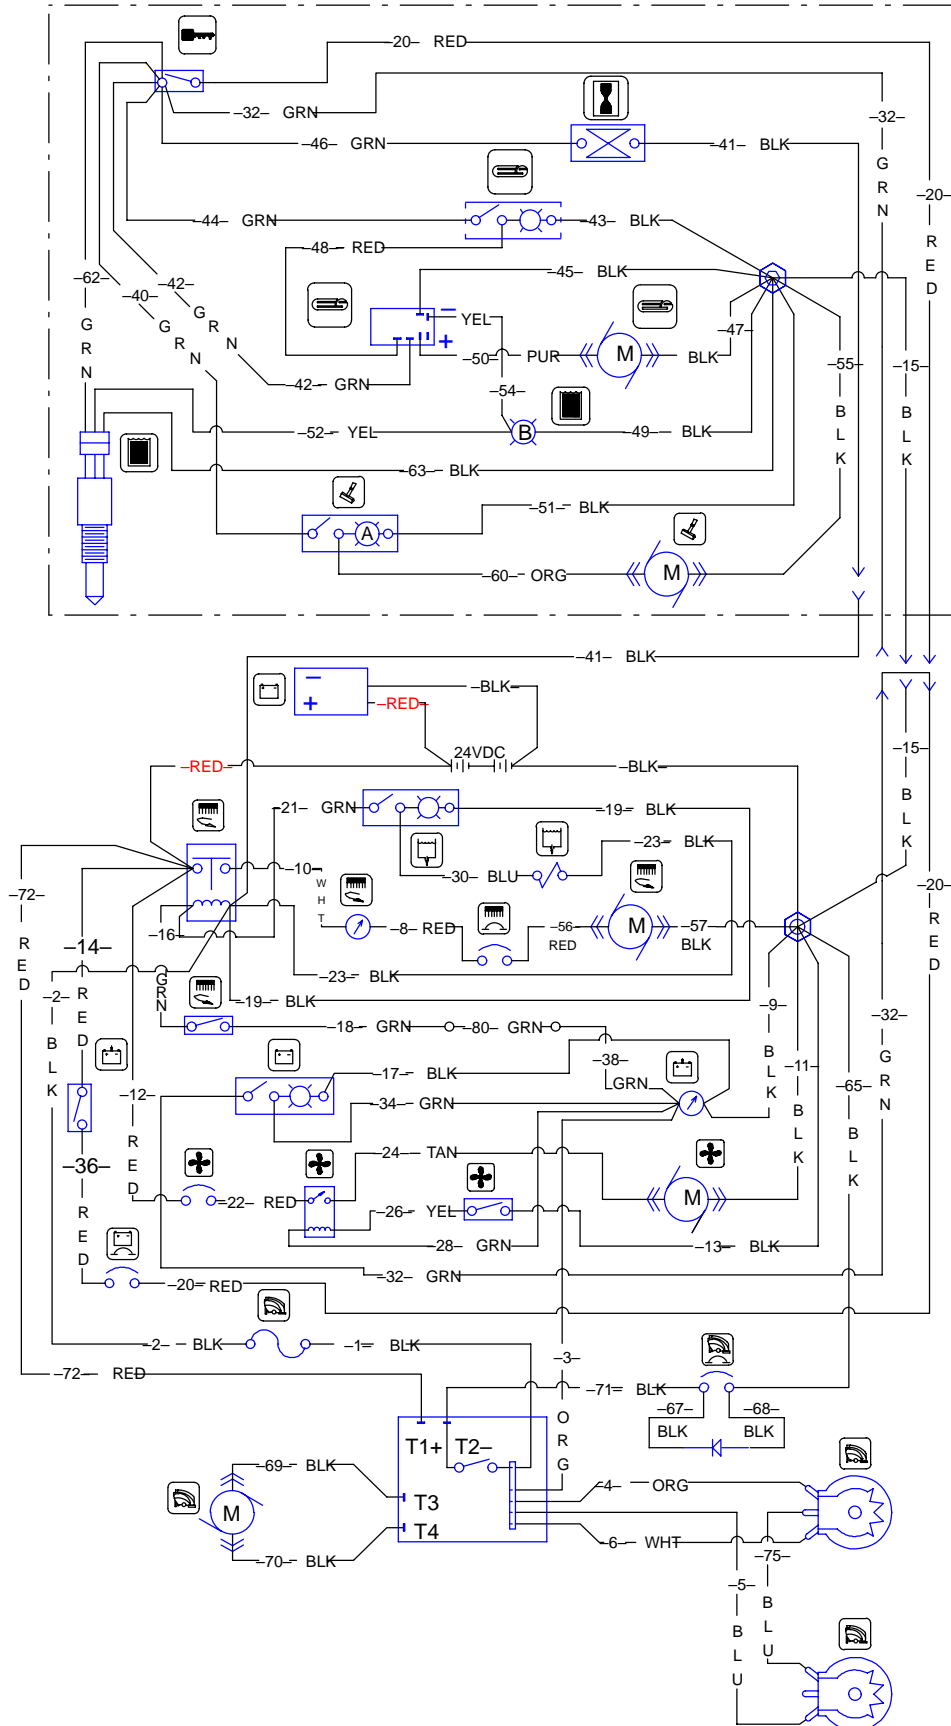 –20– RED
–32– GRN
–32–
G R N
–46– GRN
–41– BLK
–20–
R E D
–44– GRN
–43– BLK
–48– RED
–62–
G R N
–40–
G R N
–42–
G R N
–45– BLK
– YEL
+
–47–
BLK
–50– PUR
M
–55–
B L K
–15–
B L K
–42– GRN
–54–
–52– YEL
B
–49– BLK
–63– BLK
–51– BLK
A
–60– ORG
M
–41– BLK
–
+
–BLK–
–RED–
24VDC
–RED–
–BLK–
–15–
B L K
–21– GRN
–19– BLK
–23– BLK
–30– BLU
–10–
W H T
–72–
R E D
–20–
R E D
–8– RED
–56–
RED
M
–57–
BLK
–16–
–14–
R E D
–23– BLK
–2–
B L K
GRN
–19– BLK
–9–
B L K
–18– GRN
–80– GRN
–32–
G R N
–38–
GRN
–17– BLK
–11–
B L K
–65–
B L K
–12–
R E D
–34– GRN
–36–
R E D
–24– TAN
–22– RED
M
–26– YEL
–28– GRN
–13– BLK
–32– GRN
–20– RED
–2– BLK
–1– BLK
–3–
O R G
–72– RED
–71– BLK
–67–
BLK
–68–
BLK
T1+ T2–
–69– BLK
T3
M
T4
–70– BLK
–4– ORG
–6– WHT
–75–
B L U
–5–
B L U